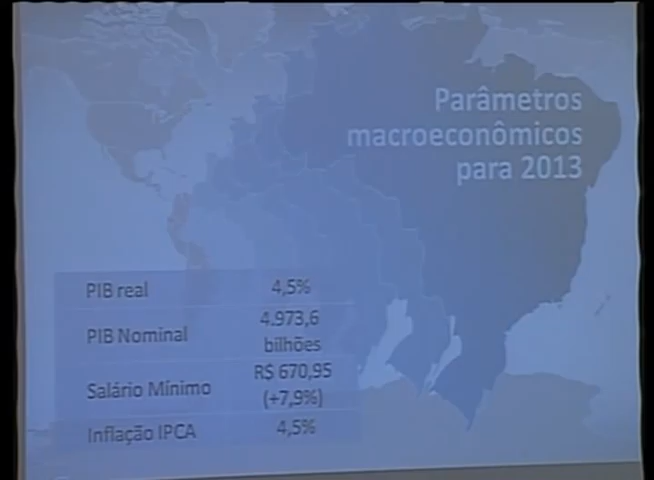 Parâmetros
macroeconômicos
para 2013
PIB real 4,5%
PIB Nominal 4.973,6
bilhões
Salário Mínimo R$ 670,95
(+7,9%)
Inflação IPCA 4,5%